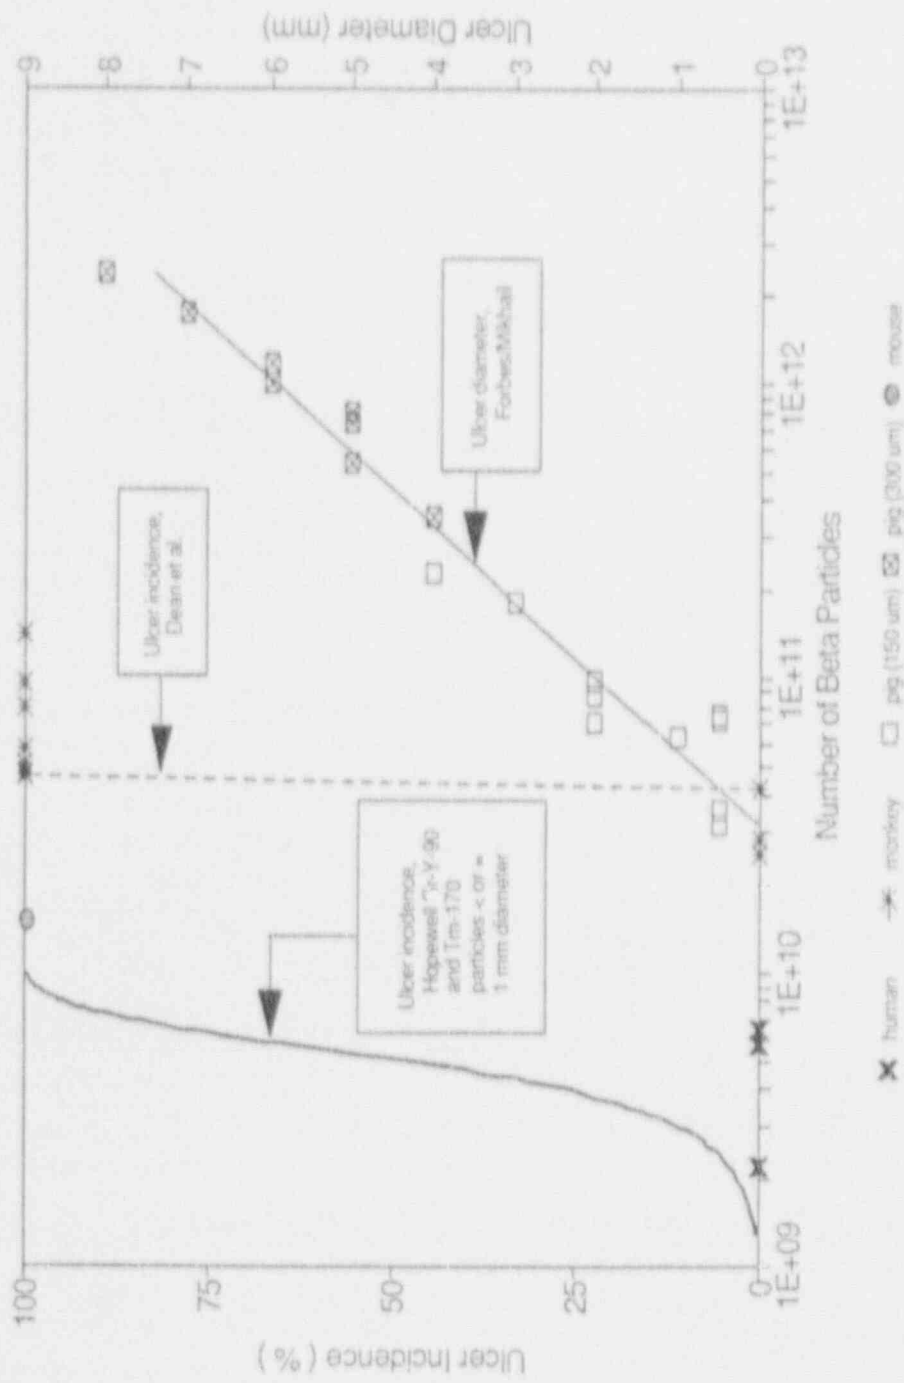 Ulcer Incidence ( % )
100
75
50
25
0
Ulcer Diameter (mm)
9
8
7
6
5
4
3
2
1
0
Ulcer incidence,
Dean et al.
Ulcer diameter,
Forbes/Mikhail
Ulcer incidence,
Hopewell Y-90
and Tm-170
particles < or =
1 mm diameter
1E+09
1E+10
1E+11
1E+12
1E+13
Number of Beta Particles
human
monkey
pig (150 um)
pig (300 um)
mouse